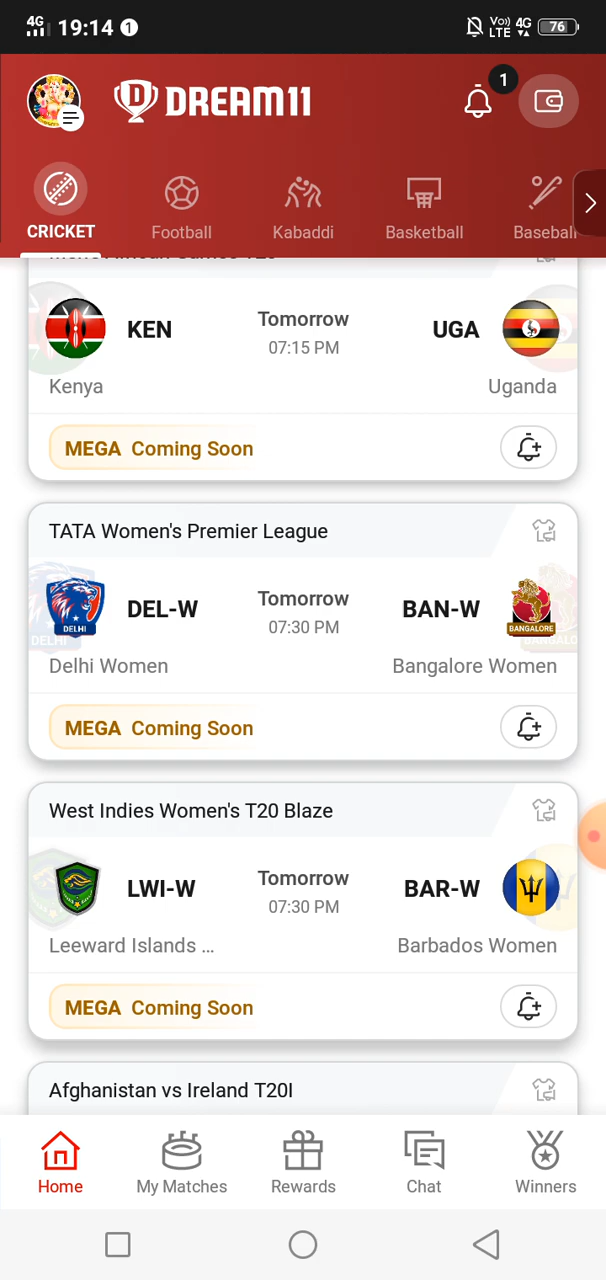 4G 19:14 1 Vo) LTE 4G 76
DREAM11 1
CRICKET Football Kabaddi Basketball Baseball
KEN Tomorrow UGA
07:15 PM
Kenya Uganda
MEGA Coming Soon
TATA Women's Premier League
DEL-W Tomorrow BAN-W
DELHI 07:30 PM BANGALORE
Delhi Women Bangalore Women
MEGA Coming Soon
West Indies Women's T20 Blaze
LWI-W Tomorrow BAR-W
07:30 PM
Leeward Islands ... Barbados Women
MEGA Coming Soon
Afghanistan vs Ireland T20I
Home My Matches Rewards Chat Winners